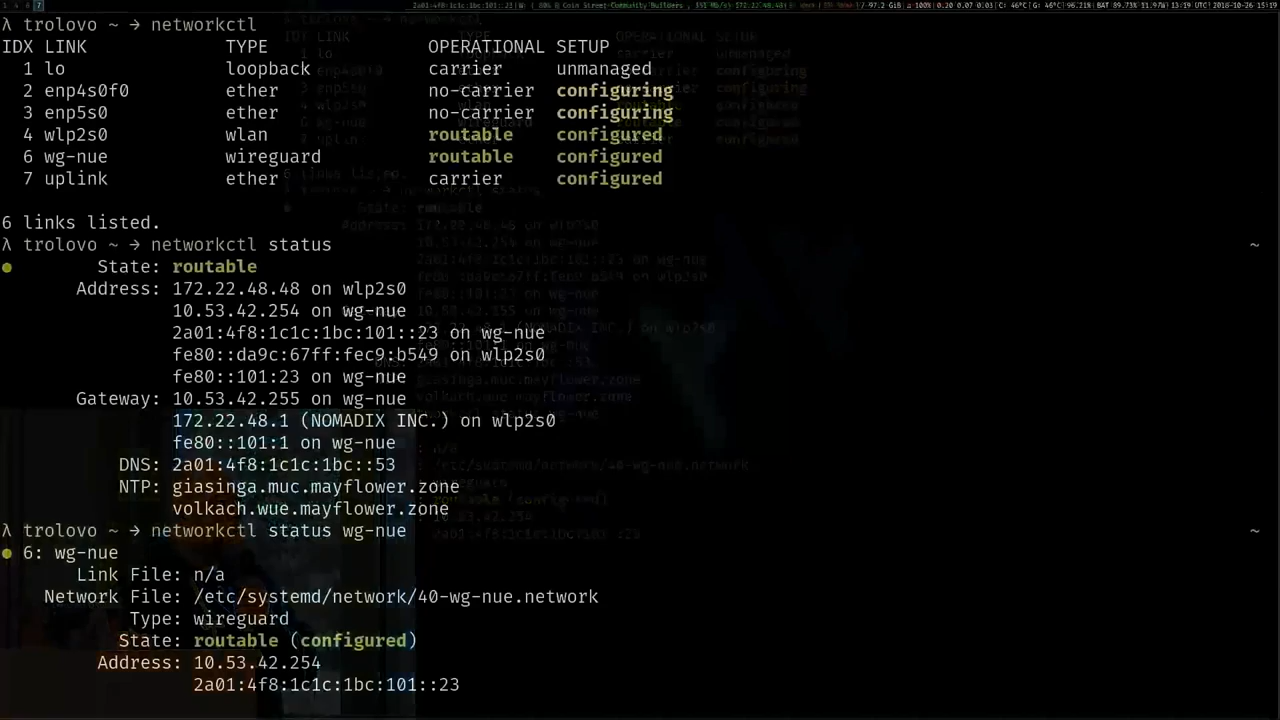 λ trolovo ~ → networkctl
IDX LINK TYPE OPERATIONAL SETUP
1 lo loopback carrier unmanaged
2 enp4s0f0 ether no-carrier configuring
3 enp5s0 ether no-carrier configuring
4 wlp2s0 wlan routable configured
6 wg-nue wireguard routable configured
7 uplink ether carrier configured
6 links listed.
λ trolovo ~ → networkctl status ~
● State: routable
Address: 172.22.48.48 on wlp2s0
10.53.42.254 on wg-nue
2a01:4f8:1c1c:1bc:101::23 on wg-nue
fe80::da9c:67ff:fec9:b549 on wlp2s0
fe80::101:23 on wg-nue
Gateway: 10.53.42.255 on wg-nue
172.22.48.1 (NOMADIX INC.) on wlp2s0
fe80::101:1 on wg-nue
DNS: 2a01:4f8:1c1c:1bc::53
NTP: giasinga.muc.mayflower.zone
volkach.wue.mayflower.zone
λ trolovo ~ → networkctl status wg-nue ~
● 6: wg-nue
Link File: n/a
Network File: /etc/systemd/network/40-wg-nue.network
Type: wireguard
State: routable (configured)
Address: 10.53.42.254
2a01:4f8:1c1c:1bc:101::23